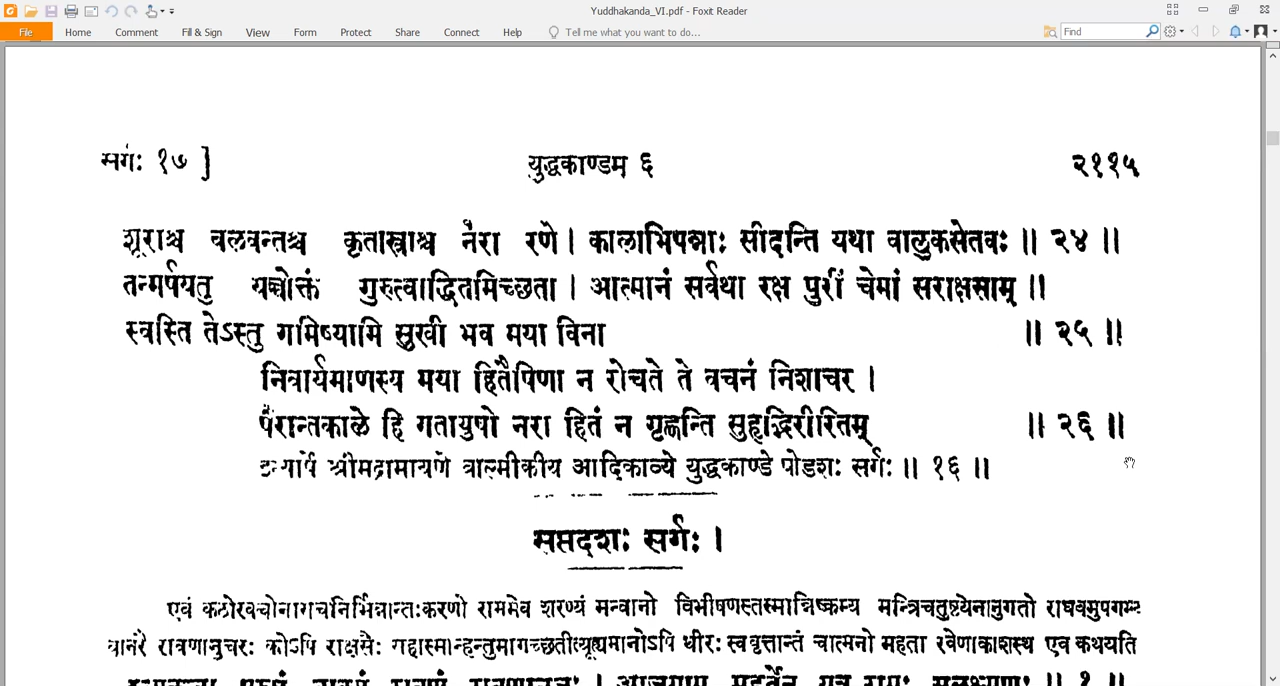 Yuddhakanda_VI.pdf - Foxit Reader
File Home Comment Fill & Sign View Form Protect Share Connect Help Tell me what you want to do... Find
सर्गः १७ ] युद्धकाण्डम् ६ २११५
शूराश्च बलवन्तश्च कृतास्त्राश्च नरा रणे । कालाभिपन्नाः सीदन्ति यथा वालुकसेतवः ॥ २४ ॥
तन्मर्षयतु यच्चोक्तं गुरुत्वाद्धितमिच्छता । आत्मानं सर्वथा रक्ष पुरीं चेमां सराक्षसाम् ॥
स्वस्ति तेऽस्तु गमिष्यामि सुखी भव मया विना ॥ २५ ॥
निवार्यमाणस्य मया हितैषिणा न रोचते ते वचनं निशाचर ।
परान्तकाले हि गतायुषो नरा हितं न गृह्णन्ति सुहृद्भिरीरितम् ॥ २६ ॥
इत्यार्षे श्रीमद्रामायणे वाल्मीकीय आदिकाव्ये युद्धकाण्डे षोडशः सर्गः ॥ १६ ॥
सप्तदशः सर्गः ।
एवं कठोरवचोनाराचनिर्भिन्नान्तःकरणो राममेव शरण्यं मन्वानो विभीषणस्तस्मान्निष्क्रम्य मन्त्रिचतुष्टयेनानुगतो राघवमुपगम्य
वानरै रावणानुचरः कोऽपि राक्षसैः सहास्मान्हन्तुमागच्छतीत्यूह्यमानोऽपि धीरः स्ववृत्तान्तं चात्मनो महता रवेणाकाशस्थ एव कथयति